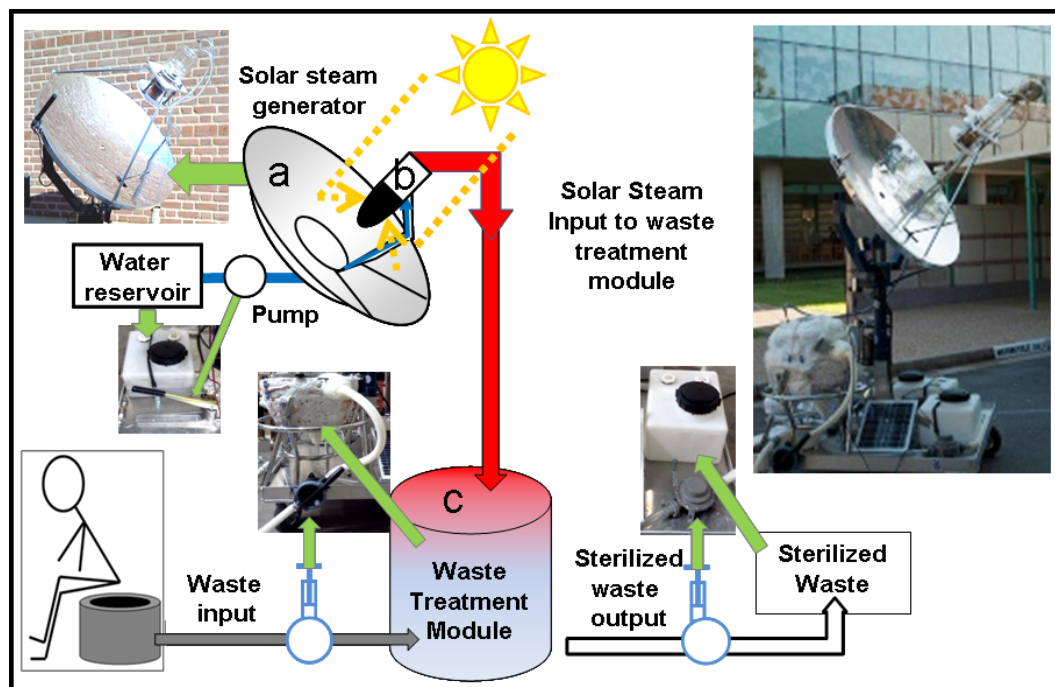 Solar steam
generator
a
b
Solar Steam
Input to waste
treatment
module
Water
reservoir
Pump
c
Waste
Treatment
Module
Waste
input
Sterilized
waste
output
Sterilized
Waste